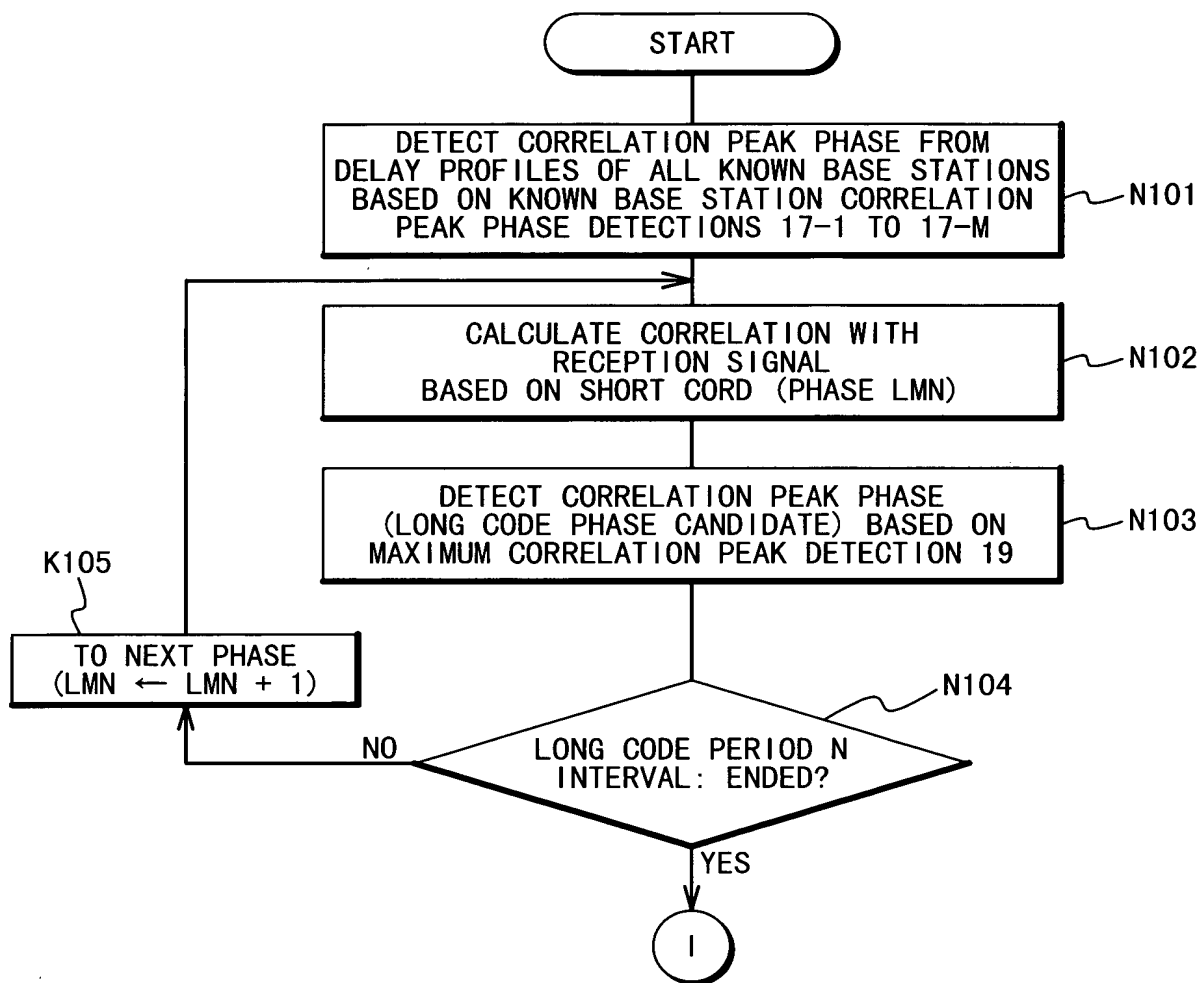 START
DETECT CORRELATION PEAK PHASE FROM
DELAY PROFILES OF ALL KNOWN BASE STATIONS
BASED ON KNOWN BASE STATION CORRELATION
PEAK PHASE DETECTIONS 17-1 TO 17-M
N101
CALCULATE CORRELATION WITH
RECEPTION SIGNAL
BASED ON SHORT CORD (PHASE LMN)
N102
DETECT CORRELATION PEAK PHASE
(LONG CODE PHASE CANDIDATE) BASED ON
MAXIMUM CORRELATION PEAK DETECTION 19
N103
K105
TO NEXT PHASE
(LMN ← LMN + 1)
N104
LONG CODE PERIOD N
INTERVAL: ENDED?
NO
YES
I